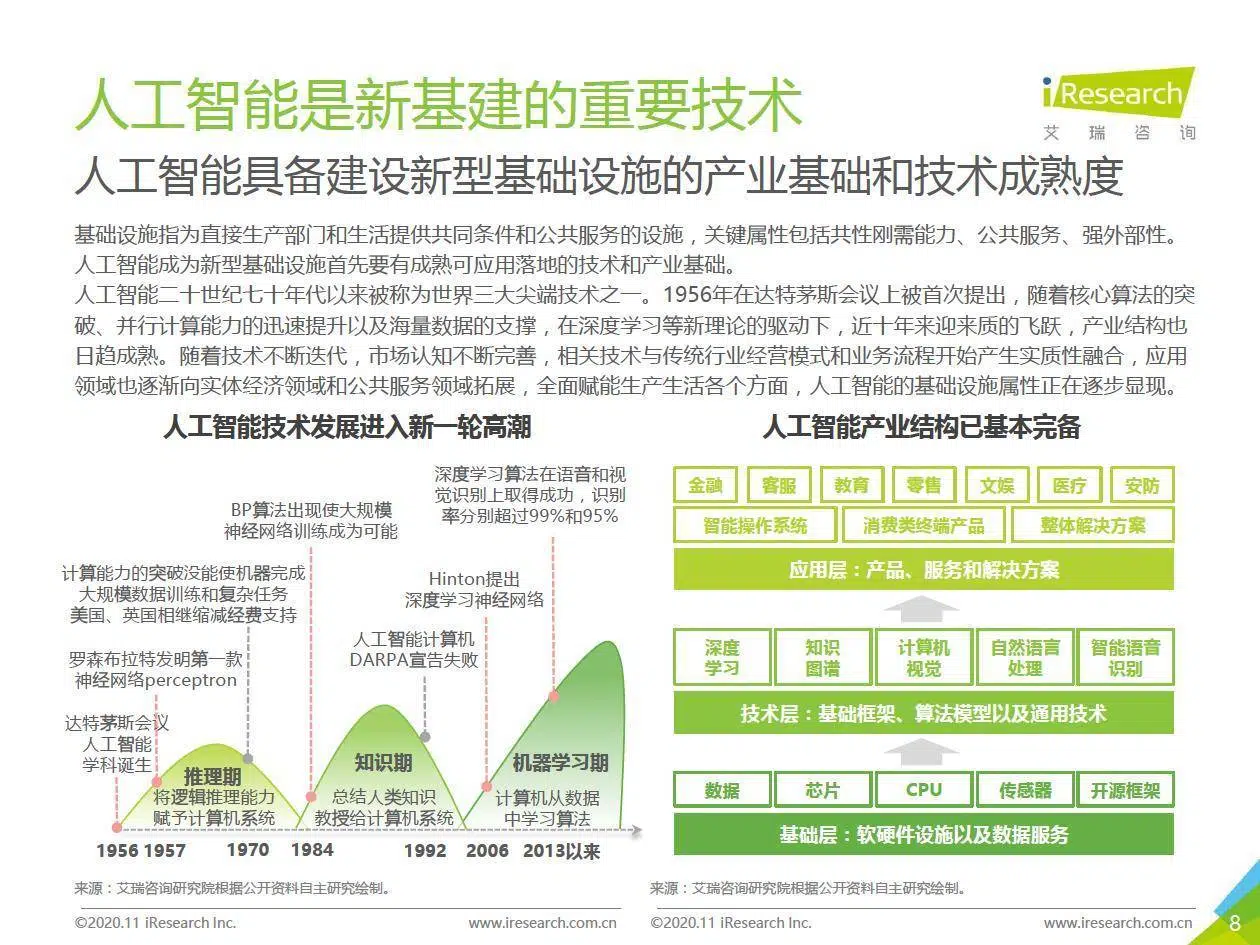 人工智能是新基建的重要技术
iResearch
艾瑞咨询
人工智能具备建设新型基础设施的产业基础和技术成熟度
基础设施指为直接生产部门和生活提供共同条件和公共服务的设施，关键属性包括共性刚需能力、公共服务、强外部性。
人工智能成为新型基础设施首先要有成熟可应用落地的技术和产业基础。
人工智能二十世纪七十年代以来被称为世界三大尖端技术之一。1956年在达特茅斯会议上被首次提出，随着核心算法的突
破、并行计算能力的迅速提升以及海量数据的支撑，在深度学习等新理论的驱动下，近十年来迎来质的飞跃，产业结构也
日趋成熟。随着技术不断迭代，市场认知不断完善，相关技术与传统行业经营模式和业务流程开始产生实质性融合，应用
领域也逐渐向实体经济领域和公共服务领域拓展，全面赋能生产生活各个方面，人工智能的基础设施属性正在逐步显现。
人工智能技术发展进入新一轮高潮
深度学习算法在语音和视
觉识别上取得成功，识别
率分别超过99%和95%
BP算法出现使大规模
神经网络训练成为可能
计算能力的突破没能使机器完成
大规模数据训练和复杂任务
美国、英国相继缩减经费支持
Hinton提出
深度学习神经网络
人工智能计算机
DARPA宣告失败
罗森布拉特发明第一款
神经网络perceptron
达特茅斯会议
人工智能
学科诞生
推理期
将逻辑推理能力
赋予计算机系统
知识期
总结人类知识
教授给计算机系统
机器学习期
计算机从数据
中学习算法
1956 1957 1970 1984 1992 2006 2013以来
来源：艾瑞咨询研究院根据公开资料自主研究绘制。
人工智能产业结构已基本完备
金融 客服 教育 零售 文娱 医疗 安防
智能操作系统 消费类终端产品 整体解决方案
应用层：产品、服务和解决方案
深度
学习
知识
图谱
计算机
视觉
自然语言
处理
智能语音
识别
技术层：基础框架、算法模型以及通用技术
数据 芯片 CPU 传感器 开源框架
基础层：软硬件设施以及数据服务
来源：艾瑞咨询研究院根据公开资料自主研究绘制。
©2020.11 iResearch Inc. www.iresearch.com.cn
©2020.11 iResearch Inc. www.iresearch.com.cn
8